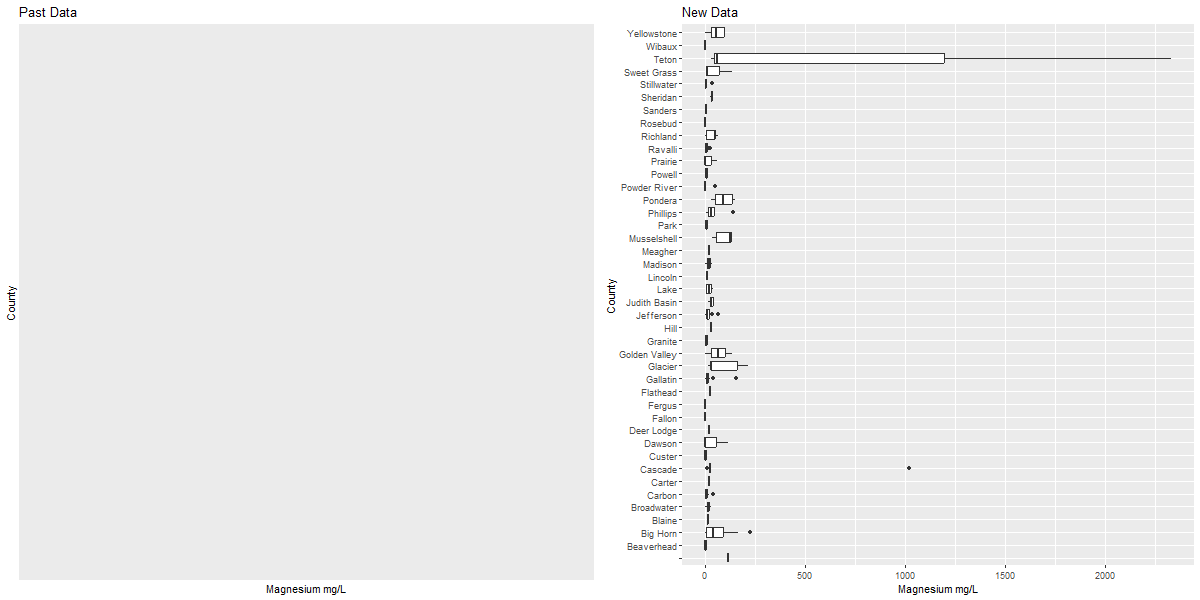 Past Data
County
Magnesium mg/L
New Data
County
Yellowstone
Wibaux
Teton
Sweet Grass
Stillwater
Sheridan
Sanders
Rosebud
Richland
Ravalli
Prairie
Powell
Powder River
Pondera
Phillips
Park
Musselshell
Meagher
Madison
Lincoln
Lake
Judith Basin
Jefferson
Hill
Granite
Golden Valley
Glacier
Gallatin
Flathead
Fergus
Fallon
Deer Lodge
Dawson
Custer
Cascade
Carter
Carbon
Broadwater
Blaine
Big Horn
Beaverhead
0 500 1000 1500 2000
Magnesium mg/L